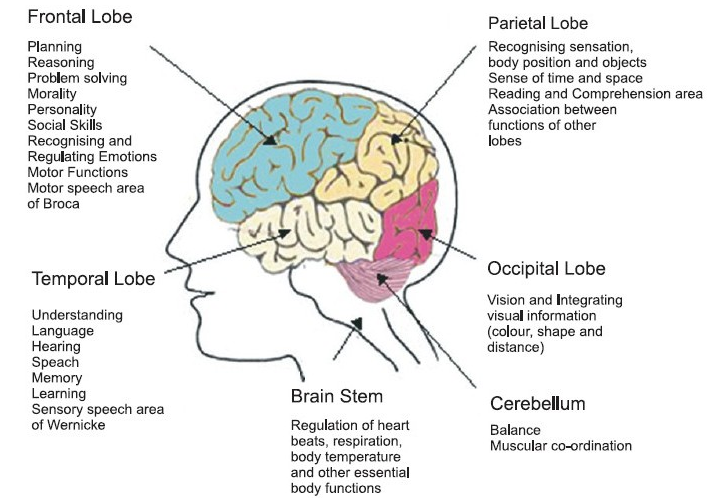 Frontal Lobe
Planning
Reasoning
Problem solving
Morality
Personality
Social Skills
Recognising and
Regulating Emotions
Motor Functions
Motor speech area
of Broca
Parietal Lobe
Recognising sensation,
body position and objects
Sense of time and space
Reading and Comprehension area
Association between
functions of other
lobes
Temporal Lobe
Understanding
Language
Hearing
Speach
Memory
Learning
Sensory speech area
of Wernicke
Occipital Lobe
Vision and Integrating
visual information
(colour, shape and
distance)
Brain Stem
Regulation of heart
beats, respiration,
body temperature
and other essential
body functions
Cerebellum
Balance
Muscular co-ordination